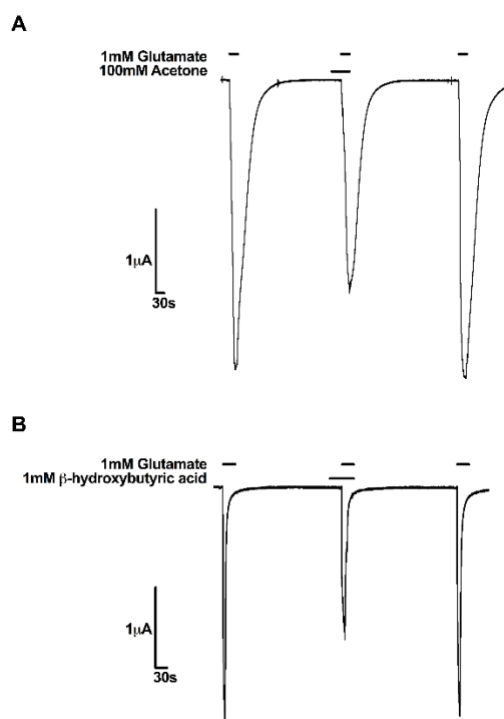 A
1mM Glutamate
100mM Acetone
1μA
30s
B
1mM Glutamate
1mM β-hydroxybutyric acid
1μA
30s